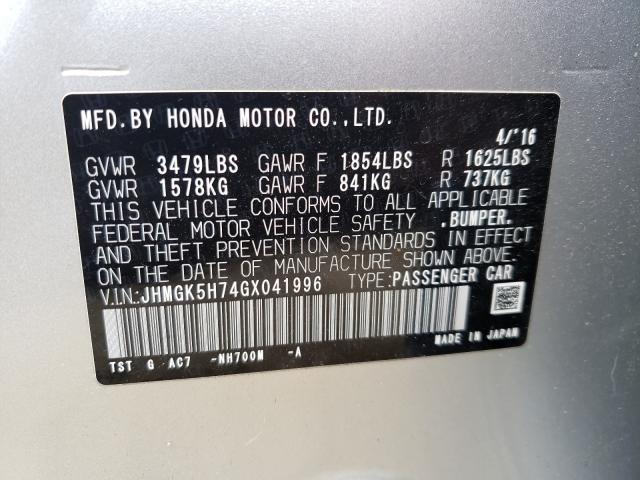 MFD.BY HONDA MOTOR CO.,LTD.
4/'16
GVWR 3479LBS GAWR F 1854LBS R 1625LBS
GVWR 1578KG GAWR F 841KG R 737KG
THIS VEHICLE CONFORMS TO ALL APPLICABLE
FEDERAL MOTOR VEHICLE SAFETY ,BUMPER,
AND THEFT PREVENTION STANDARDS IN EFFECT
ON THE DATE OF MANUFACTURE SHOWN ABOVE.
V.I.N:JHMGK5H74GX041996 TYPE:PASSENGER CAR
TST G AC7 -NH700M -A
MADE IN JAPAN